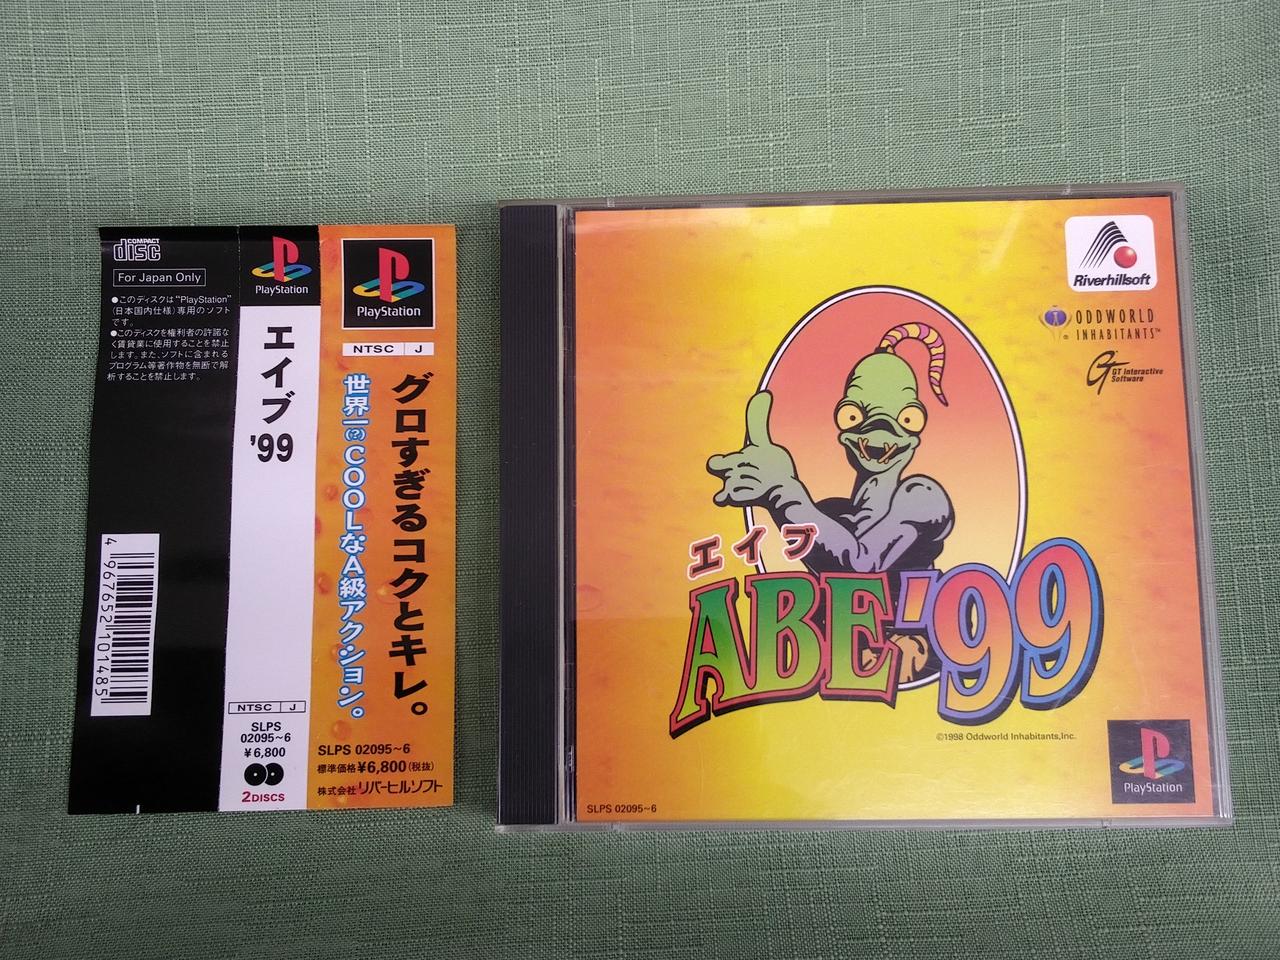 COMPACT
disc
For Japan Only
●このディスクは"PlayStation"
(日本国内仕様)専用のソフト
です。
●このディスクを権利者の許諾な
く賃貸業に使用することを禁止
します。また、ソフトに含まれる
プログラム等著作物を無断で解
析することを禁止します。
4 967652 101485
PlayStation
エイブ'99
NTSC J
SLPS
02095~6
¥6,800
2DISCS
PlayStation
NTSC J
グロすぎるコクとキレ。
世界一(?)COOLなA級アクション。
SLPS 02095~6
標準価格¥6,800(税抜)
株式会社リバーヒルソフト
Riverhillsoft
ODDWORLD
INHABITANTS™
GT Interactive
Software
エイブ
ABE'99
©1998 Oddworld Inhabitants,Inc.
PlayStation
SLPS 02095~6